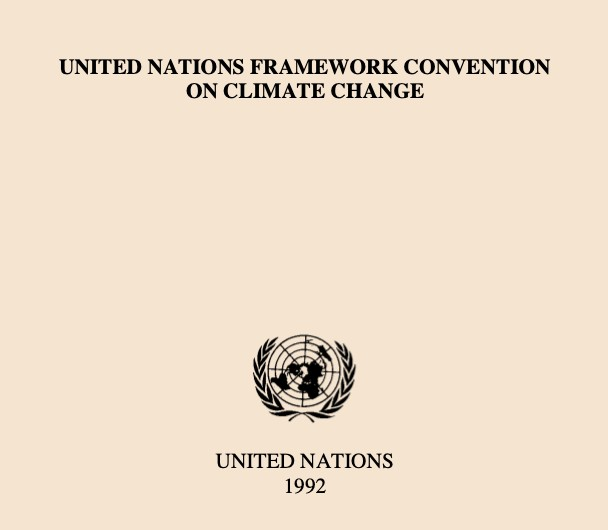 UNITED NATIONS FRAMEWORK CONVENTION
ON CLIMATE CHANGE
UNITED NATIONS
1992